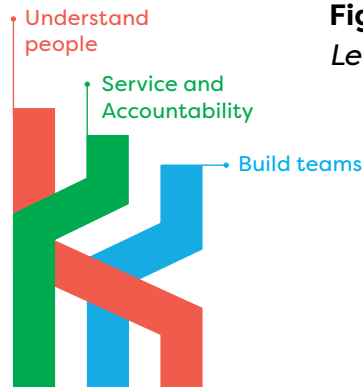 Understand
people
Service and
Accountability
Build teams
Fig
Le